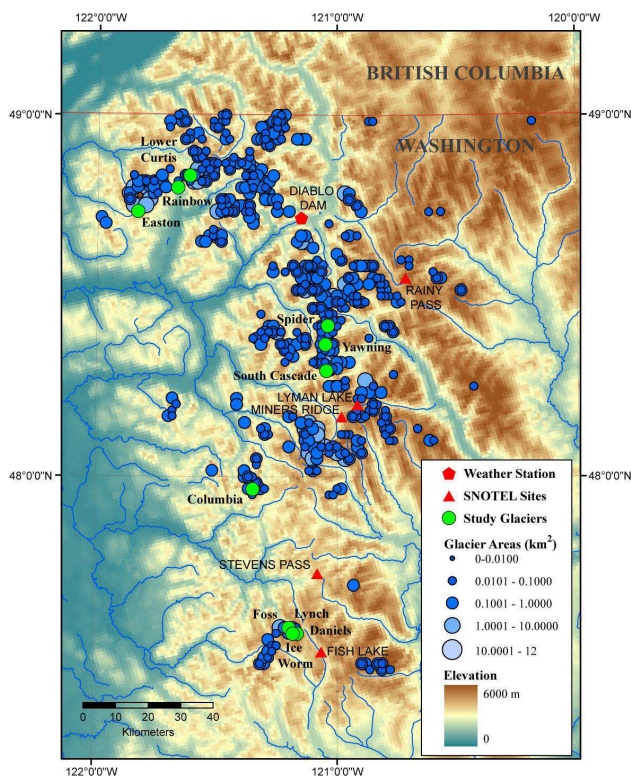 122°0'0"W
121°0'0"W
120°0'0"W
BRITISH COLUMBIA
49°0'0"N
49°0'0"N
WASHINGTON
Lower
Curtis
Rainbow
Easton
DIABLO
DAM
RAINY
PASS
Spider
Yawning
South Cascade
LYMAN LAKE
MINERS RIDGE
48°0'0"N
48°0'0"N
Columbia
STEVENS PASS
Foss
Lynch
Daniels
Ice
Worm
FISH LAKE
Weather Station
SNOTEL Sites
Study Glaciers
Glacier Areas (km²)
0-0.0100
0.0101 - 0.1000
0.1001 - 1.0000
1.0001 - 10.0000
10.0001 - 12
Elevation
6000 m
0
0 10 20 30 40
Kilometers
122°0'0"W
121°0'0"W